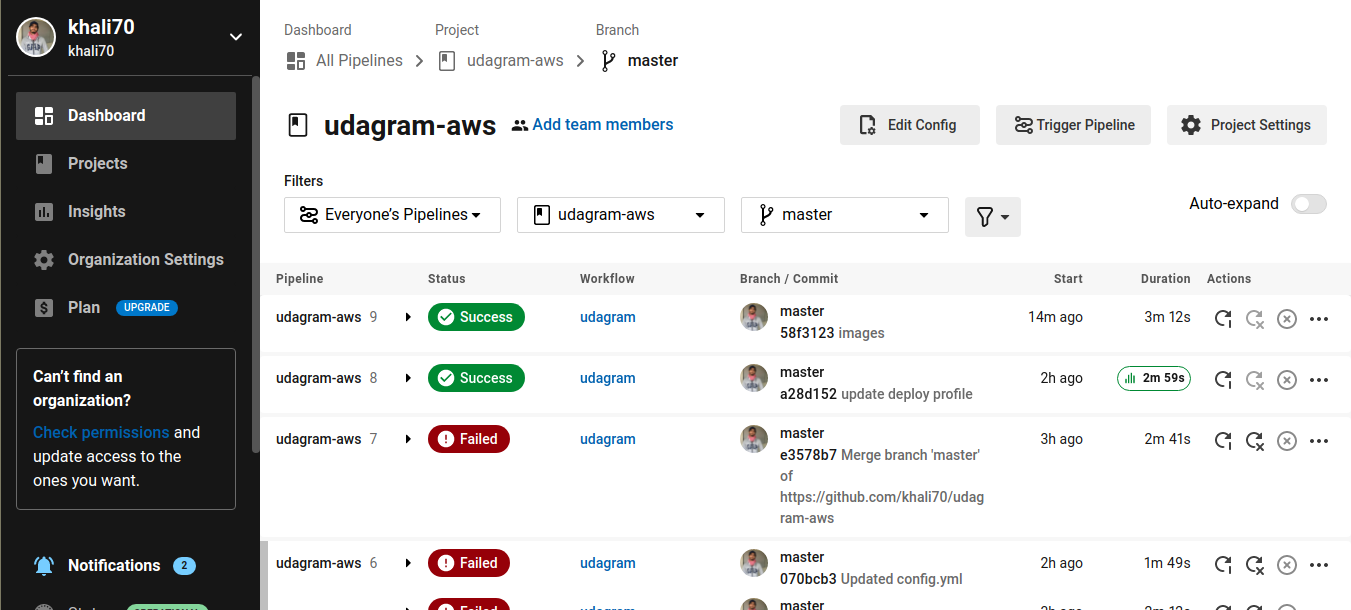 khali70
khali70
Dashboard
Projects
Insights
Organization Settings
Plan UPGRADE
Can't find an
organization?
Check permissions and
update access to the
ones you want.
Notifications 2
Dashboard Project Branch
All Pipelines udagram-aws master
udagram-aws Add team members Edit Config Trigger Pipeline Project Settings
Filters
Everyone's Pipelines udagram-aws master Auto-expand
Pipeline Status Workflow Branch / Commit Start Duration Actions
udagram-aws 9 Success udagram master 14m ago 3m 12s
58f3123 images
udagram-aws 8 Success udagram master 2h ago 2m 59s
a28d152 update deploy profile
udagram-aws 7 Failed udagram master 3h ago 2m 41s
e3578b7 Merge branch 'master'
of
https://github.com/khali70/udag
ram-aws
udagram-aws 6 Failed udagram master 2h ago 1m 49s
070bcb3 Updated config.yml
Failed udagram master